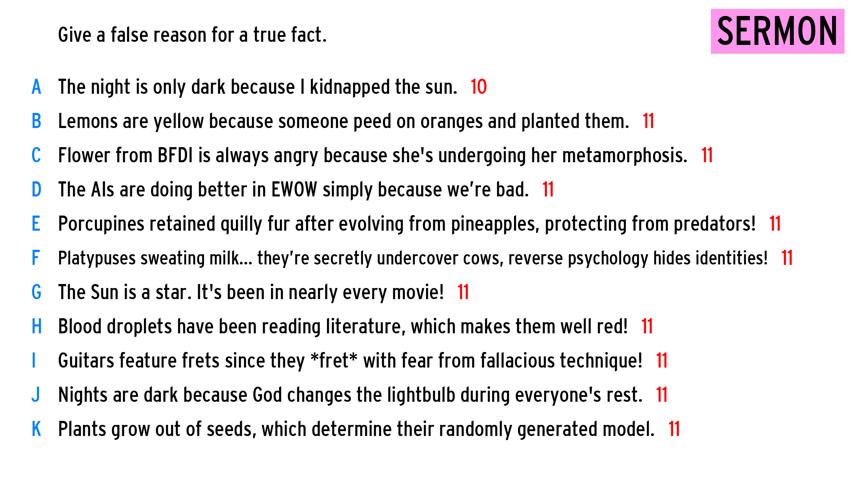 Give a false reason for a true fact.
SERMON
A The night is only dark because I kidnapped the sun. 10
B Lemons are yellow because someone peed on oranges and planted them. 11
C Flower from BFDI is always angry because she's undergoing her metamorphosis. 11
D The AIs are doing better in EWOW simply because we’re bad. 11
E Porcupines retained quilly fur after evolving from pineapples, protecting from predators! 11
F Platypuses sweating milk... they’re secretly undercover cows, reverse psychology hides identities! 11
G The Sun is a star. It's been in nearly every movie! 11
H Blood droplets have been reading literature, which makes them well red! 11
I Guitars feature frets since they *fret* with fear from fallacious technique! 11
J Nights are dark because God changes the lightbulb during everyone's rest. 11
K Plants grow out of seeds, which determine their randomly generated model. 11